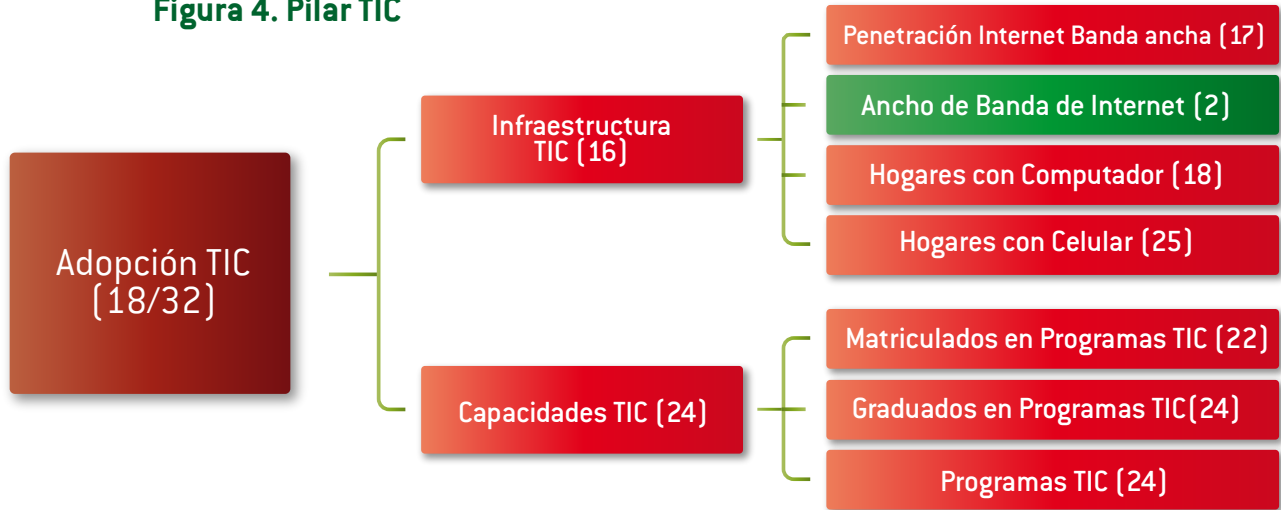 Figura 4. Pilar TIC
Adopción TIC
(18/32)
Infraestructura
TIC (16)
Penetración Internet Banda ancha (17)
Ancho de Banda de Internet (2)
Hogares con Computador (18)
Hogares con Celular (25)
Capacidades TIC (24)
Matriculados en Programas TIC (22)
Graduados en Programas TIC(24)
Programas TIC (24)